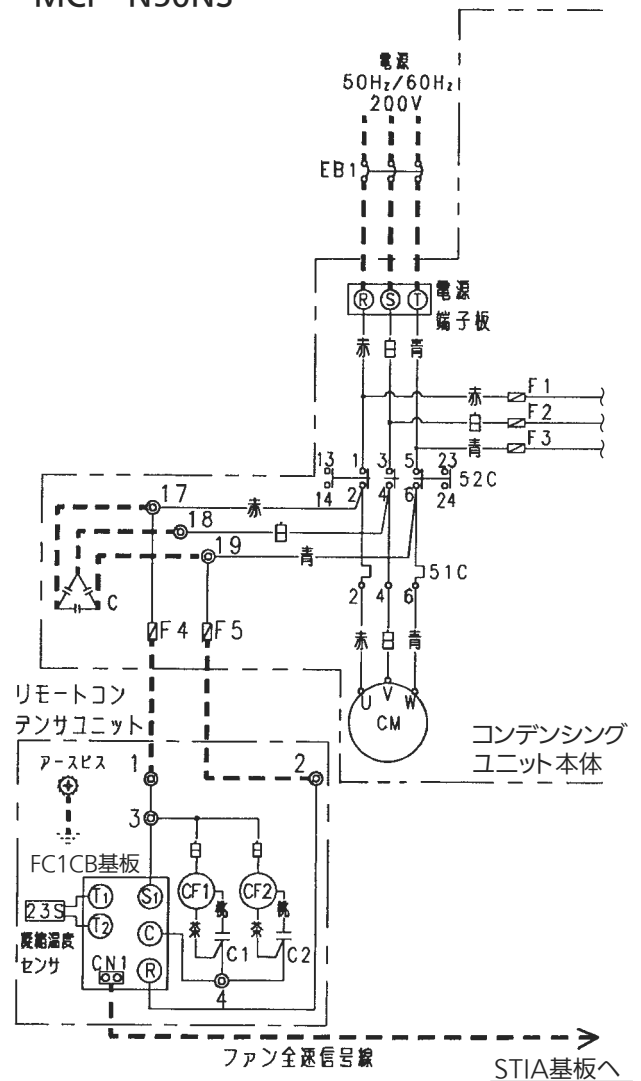 電源
50Hz/60Hz
200V
EB1
R S T
電源
端子板
赤 白 青
赤 F1
白 F2
青 F3
13 1 3 5 23
14 2 4 6 24
52C
17 赤
18 白
19 青
C
51C
2 4 6
F4 F5
赤 白 青
U V W
CM
リモートコン
デンサユニット
コンデンシング
ユニット本体
アースビス
1 2
3
FC1CB基板
白 白
T1 S1
CF1 桃 CF2 桃
23S
T2 C
茶 茶
C1 C2
凝縮温度
センサ
CN1
R
4
ファン全速信号線
STIA基板へ